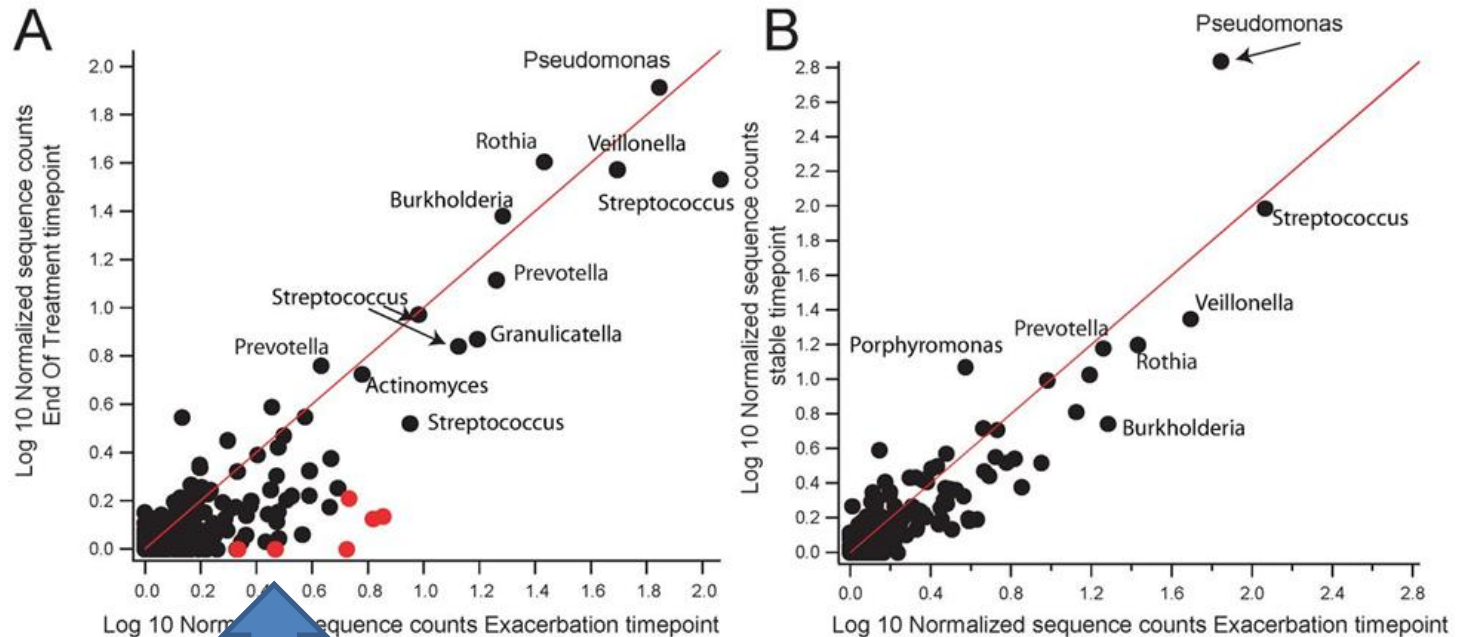 A
Log 10 Normalized sequence counts
End Of Treatment timepoint
2.0
1.8
1.6
1.4
1.2
1.0
0.8
0.6
0.4
0.2
0.0
Pseudomonas
Rothia
Veillonella
Burkholderia
Streptococcus
Prevotella
Streptococcus
Granulicatella
Prevotella
Actinomyces
Streptococcus
0.0 0.2 0.6 0.8 1.0 1.2 1.4 1.6 1.8 2.0
Log 10 sequence counts Exacerbation timepoint
B
Log 10 Normalized sequence counts
stable timepoint
2.8
2.6
2.4
2.2
2.0
1.8
1.6
1.4
1.2
1.0
0.8
0.6
0.4
0.2
0.0
Pseudomonas
Streptococcus
Veillonella
Prevotella
Porphyromonas
Rothia
Burkholderia
0.0 0.4 0.8 1.2 1.6 2.0 2.4 2.8
Log 10 Normalized sequence counts Exacerbation timepoint